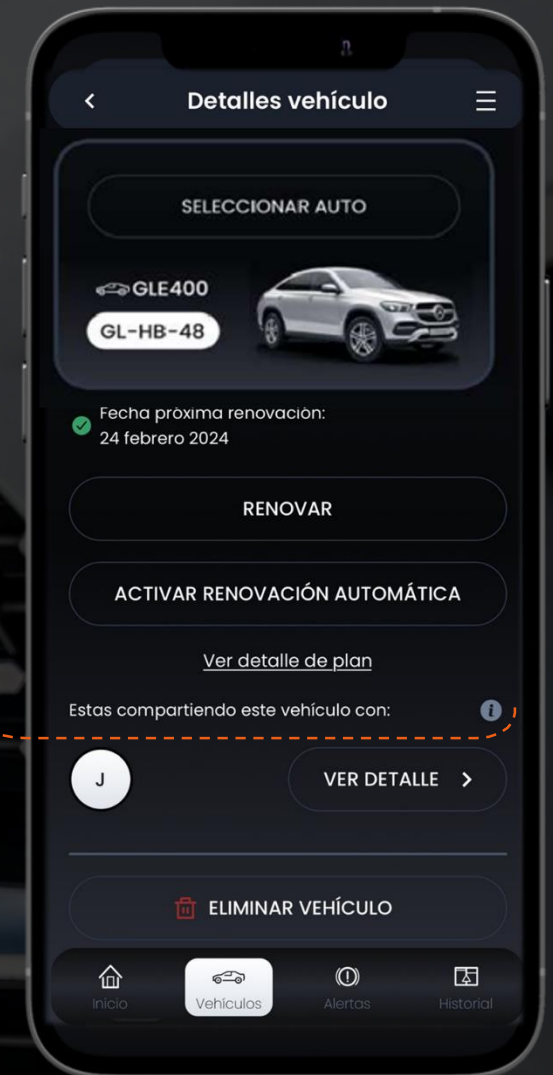 Detalles vehículo
SELECCIONAR AUTO
GLE400
GL-HB-48
Fecha próxima renovación:
24 febrero 2024
RENOVAR
ACTIVAR RENOVACIÓN AUTOMÁTICA
Ver detalle de plan
Estas compartiendo este vehículo con:
i
J
VER DETALLE
ELIMINAR VEHÍCULO
Inicio
Vehículos
Alertas
Historial